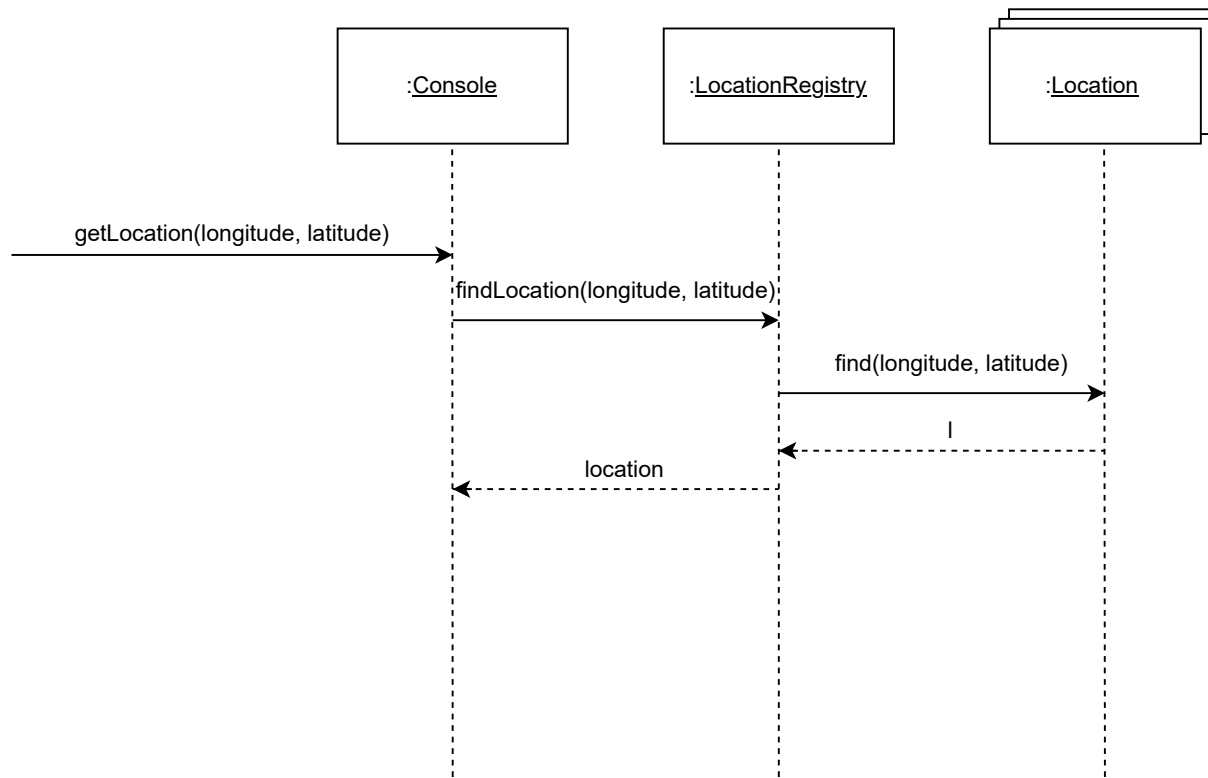 :Console
:LocationRegistry
:Location
getLocation(longitude, latitude)
findLocation(longitude, latitude)
find(longitude, latitude)
l
location